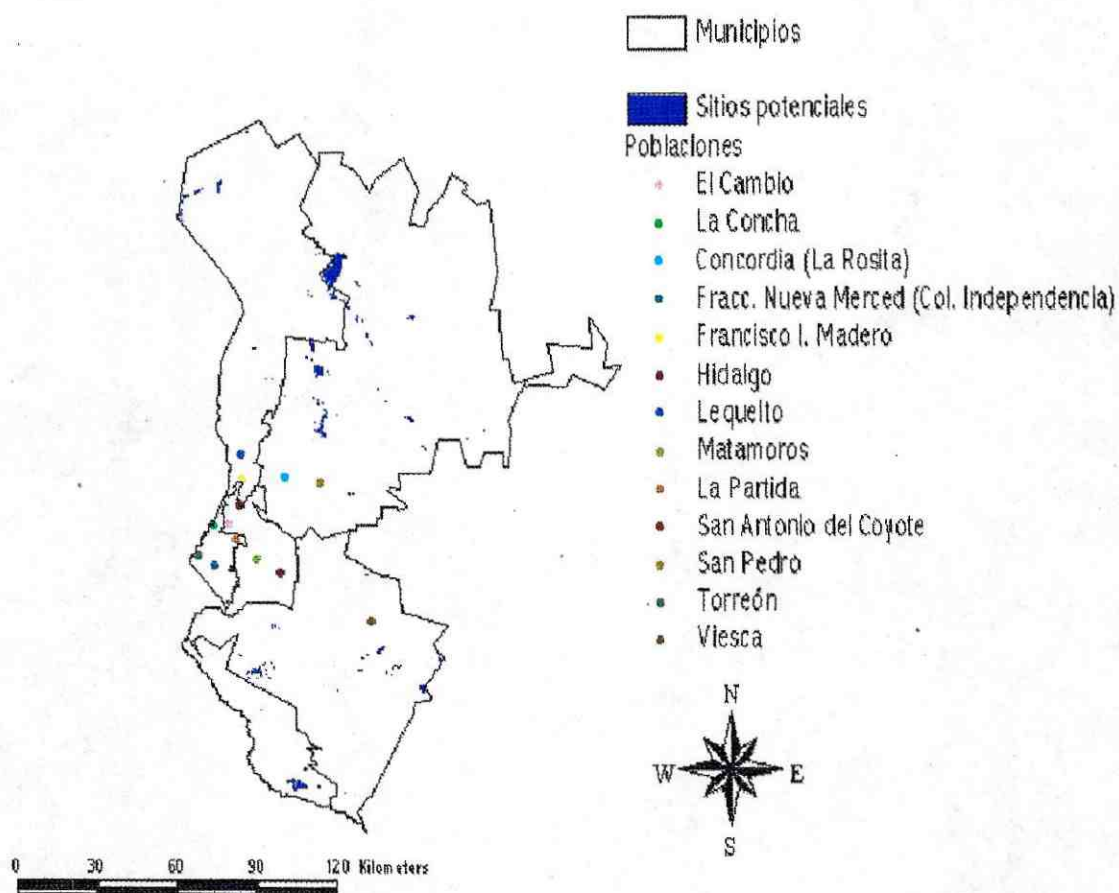 Municipios
Sitios potenciales
Poblaciones
El Cambio
La Concha
Concordia (La Rosita)
Fracc. Nueva Merced (Col. Independencia)
Francisco I. Madero
Hidalgo
Lequeito
Matamoros
La Partida
San Antonio del Coyote
San Pedro
Torreón
Viesca
N
W E
S
0 30 60 90 120 Kilometers